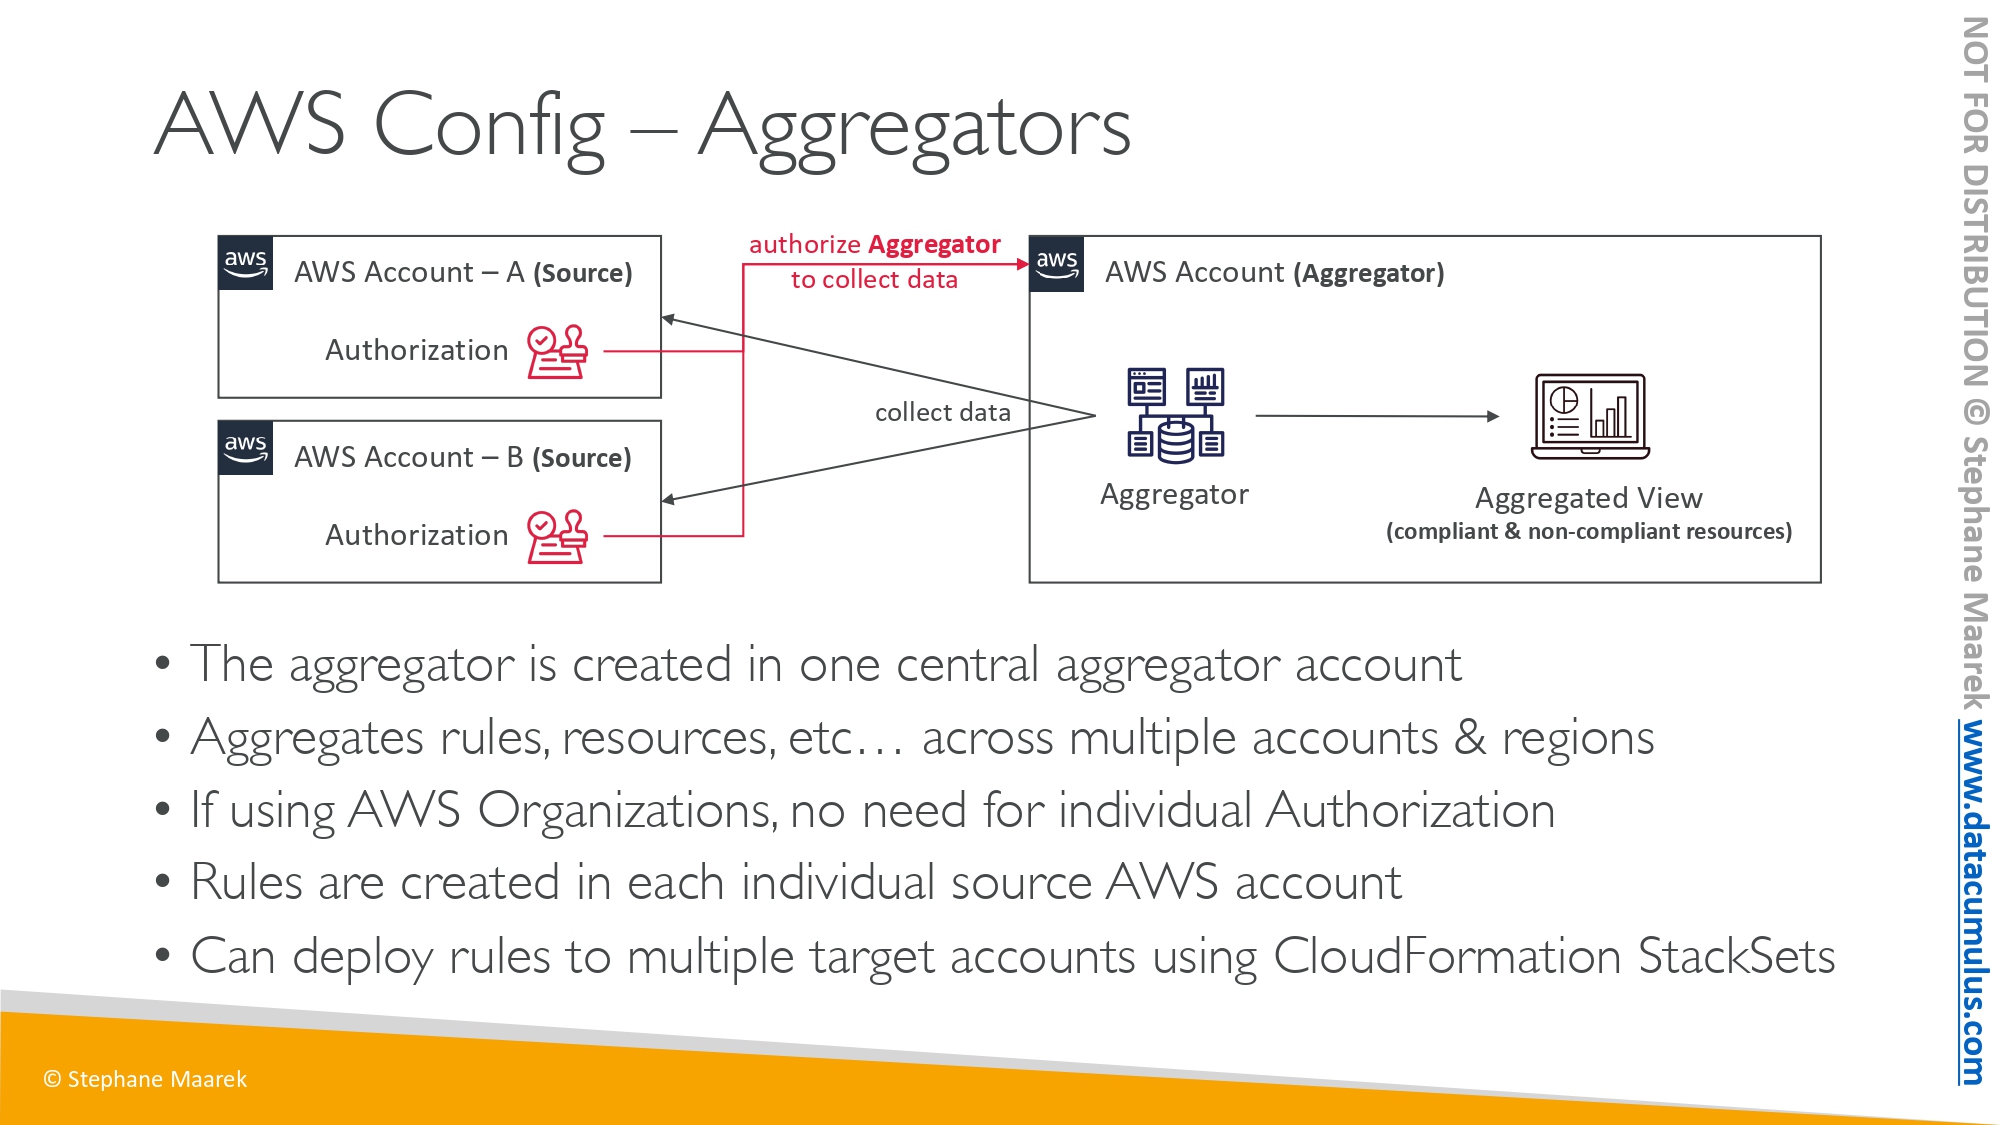 AWS Config – Aggregators
aws
AWS Account – A (Source)
Authorization
aws
AWS Account – B (Source)
Authorization
authorize Aggregator
to collect data
collect data
aws
AWS Account (Aggregator)
Aggregator
Aggregated View
(compliant & non-compliant resources)
• The aggregator is created in one central aggregator account
• Aggregates rules, resources, etc… across multiple accounts & regions
• If using AWS Organizations, no need for individual Authorization
• Rules are created in each individual source AWS account
• Can deploy rules to multiple target accounts using CloudFormation StackSets
© Stephane Maarek
NOT FOR DISTRIBUTION © Stephane Maarek www.datacumulus.com